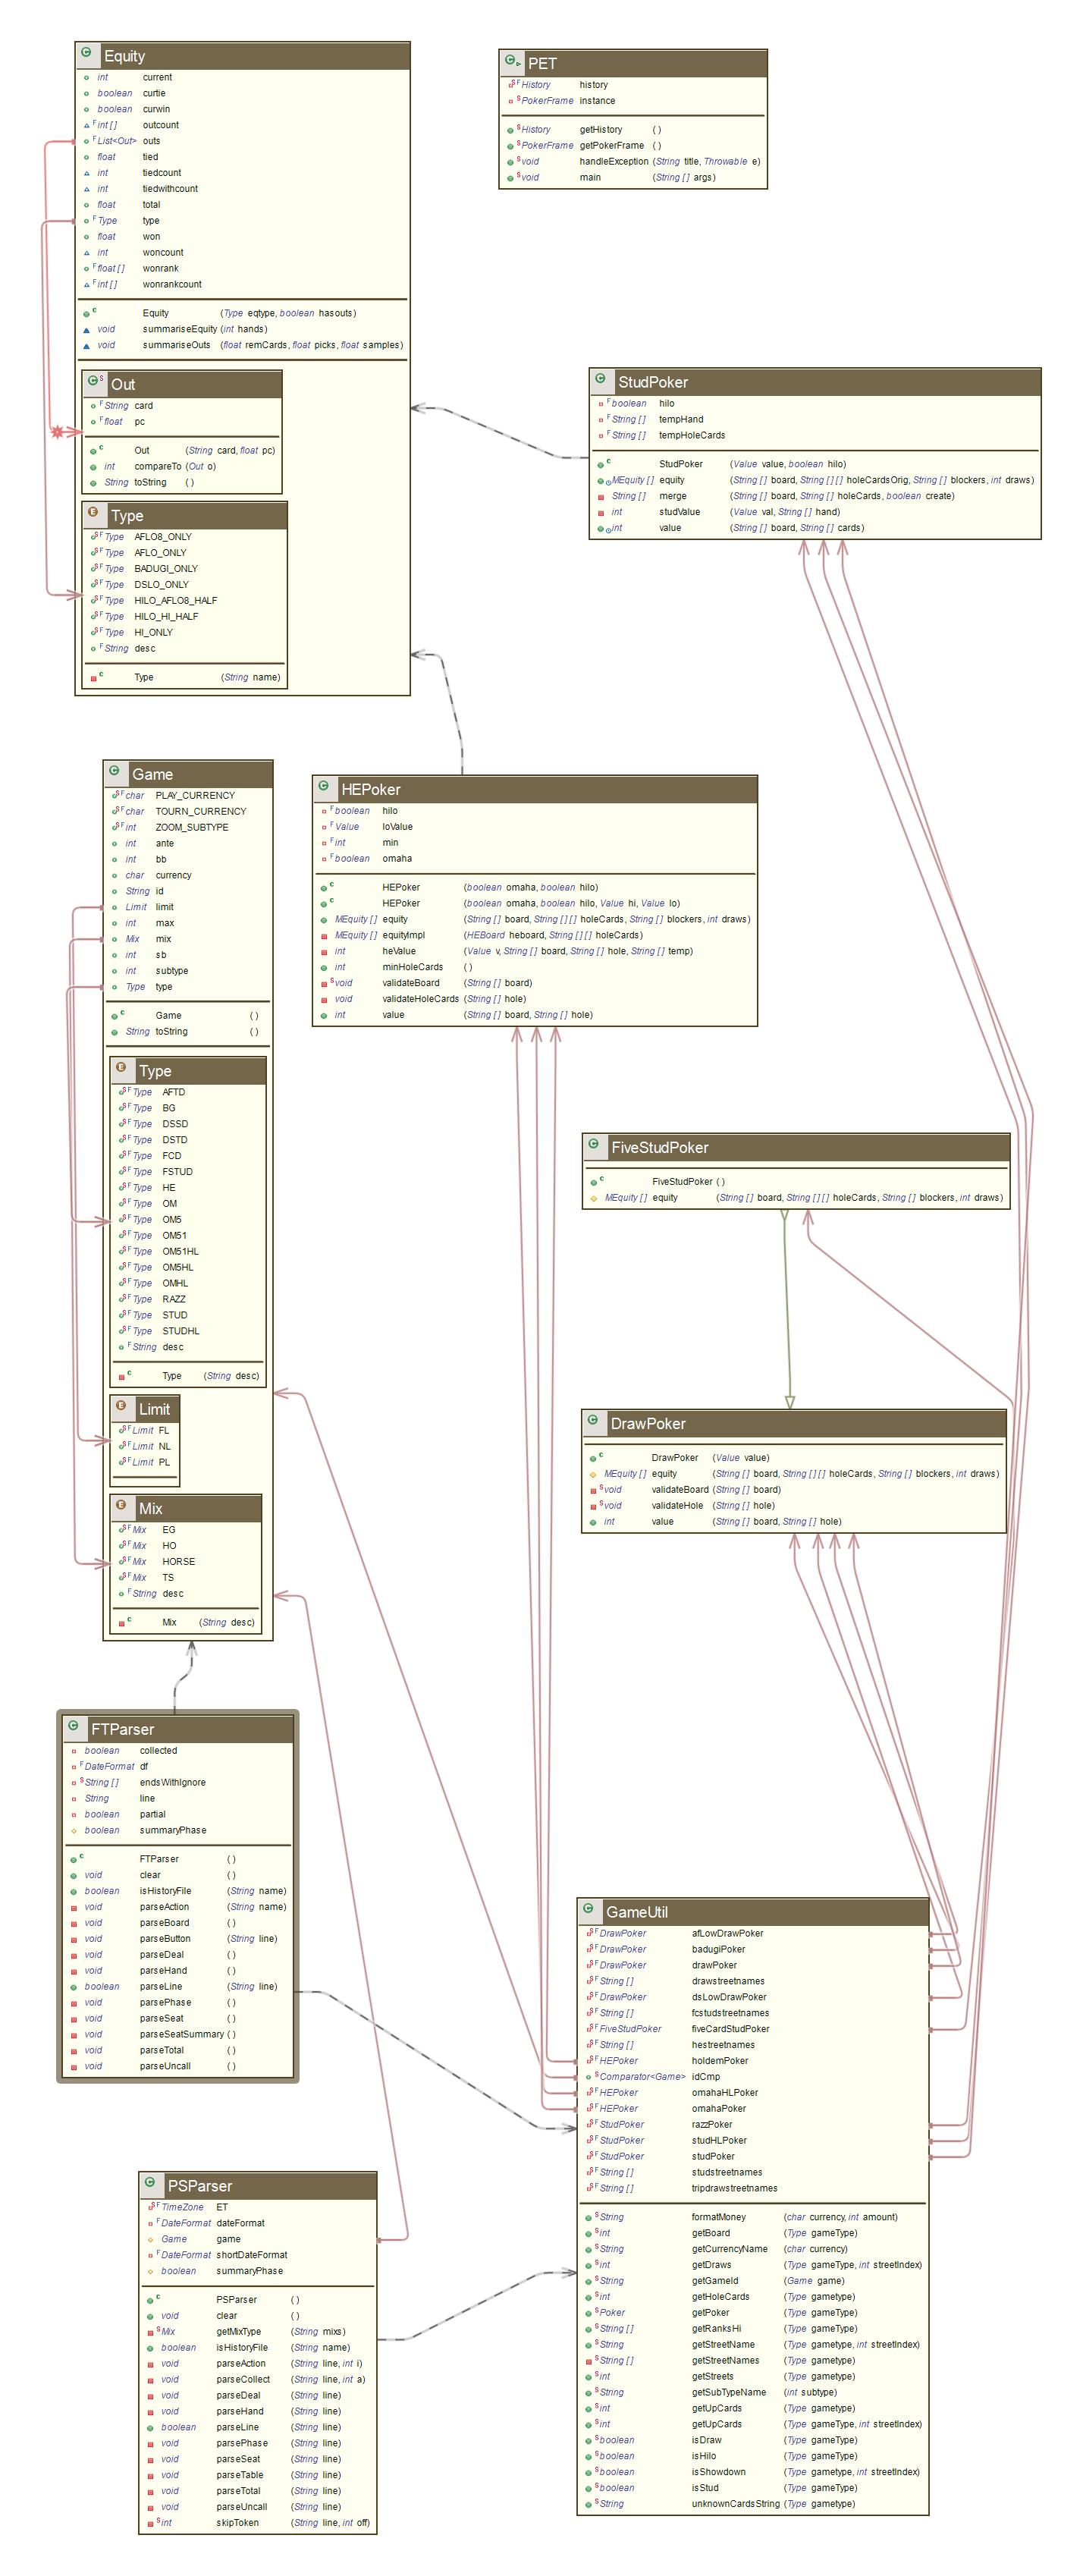 Equity
int current
boolean curtie
boolean curwin
F int [ ] outcount
F List<Out> outs
float tied
int tiedcount
int tiedwithcount
float total
F Type type
float won
int woncount
F float [ ] wonrank
F int [ ] wonrankcount
C Equity (Type eqtype, boolean hasouts)
void summariseEquity (int hands)
void summariseOuts (float remCards, float picks, float samples)
Out
F String card
F float pc
C Out (String card, float pc)
int compareTo (Out o)
String toString ( )
Type
S F Type AFLO8_ONLY
S F Type AFLO_ONLY
S F Type BADUGI_ONLY
S F Type DSLO_ONLY
S F Type HILO_AFLO8_HALF
S F Type HILO_HI_HALF
S F Type HI_ONLY
F String desc
C Type (String name)
PET
S F History history
S PokerFrame instance
S History getHistory ( )
S PokerFrame getPokerFrame ( )
S void handleException (String title, Throwable e)
S void main (String [ ] args)
StudPoker
F boolean hilo
F String [ ] tempHand
F String [ ] tempHoleCards
C StudPoker (Value value, boolean hilo)
MEquity [ ] equity (String [ ] board, String [ ] [ ] holeCardsOrig, String [ ] blockers, int draws)
String [ ] merge (String [ ] board, String [ ] holeCards, boolean create)
int studValue (Value val, String [ ] hand)
int value (String [ ] board, String [ ] cards)
Game
S F char PLAY_CURRENCY
S F char TOURN_CURRENCY
S F int ZOOM_SUBTYPE
int ante
int bb
char currency
String id
Limit limit
int max
Mix mix
int sb
int subtype
Type type
C Game ( )
String toString ( )
Type
S F Type AFTD
S F Type BG
S F Type DSSD
S F Type DSTD
S F Type FCD
S F Type FSTUD
S F Type HE
S F Type OM
S F Type OM5
S F Type OM51
S F Type OM51HL
S F Type OM5HL
S F Type OMHL
S F Type RAZZ
S F Type STUD
S F Type STUDHL
F String desc
C Type (String desc)
Limit
S F Limit FL
S F Limit NL
S F Limit PL
Mix
S F Mix EG
S F Mix HO
S F Mix HORSE
S F Mix TS
F String desc
C Mix (String desc)
HEPoker
F boolean hilo
F Value loValue
F int min
F boolean omaha
C HEPoker (boolean omaha, boolean hilo)
C HEPoker (boolean omaha, boolean hilo, Value hi, Value lo)
MEquity [ ] equity (String [ ] board, String [ ] [ ] holeCards, String [ ] blockers, int draws)
MEquity [ ] equityImpl (HEBoard heboard, String [ ] [ ] holeCards)
int heValue (Value v, String [ ] board, String [ ] hole, String [ ] temp)
int minHoleCards ( )
S void validateBoard (String [ ] board)
void validateHoleCards (String [ ] hole)
int value (String [ ] board, String [ ] hole)
FiveStudPoker
C FiveStudPoker ( )
MEquity [ ] equity (String [ ] board, String [ ] [ ] holeCards, String [ ] blockers, int draws)
DrawPoker
C DrawPoker (Value value)
MEquity [ ] equity (String [ ] board, String [ ] [ ] holeCards, String [ ] blockers, int draws)
S void validateBoard (String [ ] board)
S void validateHole (String [ ] hole)
int value (String [ ] board, String [ ] hole)
FTParser
boolean collected
F DateFormat df
S String [ ] endsWithIgnore
String line
boolean partial
boolean summaryPhase
C FTParser ( )
void clear ( )
boolean isHistoryFile (String name)
void parseAction (String name)
void parseBoard ( )
void parseButton (String line)
void parseDeal ( )
void parseHand ( )
boolean parseLine (String line)
void parsePhase ( )
void parseSeat ( )
void parseSeatSummary ( )
void parseTotal ( )
void parseUncall ( )
GameUtil
S F DrawPoker afLowDrawPoker
S F DrawPoker badugiPoker
S F DrawPoker drawPoker
S F String [ ] drawstreetnames
S F DrawPoker dsLowDrawPoker
S F String [ ] fcstudstreetnames
S F FiveStudPoker fiveCardStudPoker
S F String [ ] hestreetnames
S F HEPoker holdemPoker
S Comparator<Game> idCmp
S F HEPoker omahaHLPoker
S F HEPoker omahaPoker
S F StudPoker razzPoker
S F StudPoker studHLPoker
S F StudPoker studPoker
S F String [ ] studstreetnames
S F String [ ] tripdrawstreetnames
S String formatMoney (char currency, int amount)
S int getBoard (Type gameType)
S String getCurrencyName (char currency)
S int getDraws (Type gameType, int streetIndex)
S String getGameId (Game game)
S int getHoleCards (Type gametype)
S Poker getPoker (Type gameType)
S String [ ] getRanksHi (Type gameType)
S String getStreetName (Type gametype, int streetIndex)
S String [ ] getStreetNames (Type gametype)
S int getStreets (Type gametype)
S String getSubTypeName (int subtype)
S int getUpCards (Type gametype)
S int getUpCards (Type gameType, int streetIndex)
S boolean isDraw (Type gameType)
S boolean isHilo (Type gameType)
S boolean isShowdown (Type gametype, int streetIndex)
S boolean isStud (Type gameType)
S String unknownCardsString (Type gametype)
PSParser
S F TimeZone ET
F DateFormat dateFormat
Game game
F DateFormat shortDateFormat
boolean summaryPhase
C PSParser ( )
void clear ( )
S Mix getMixType (String mixs)
boolean isHistoryFile (String name)
void parseAction (String line, int i)
void parseCollect (String line, int a)
void parseDeal (String line)
void parseHand (String line)
boolean parseLine (String line)
void parsePhase (String line)
void parseSeat (String line)
void parseTable (String line)
void parseTotal (String line)
void parseUncall (String line)
S int skipToken (String line, int off)